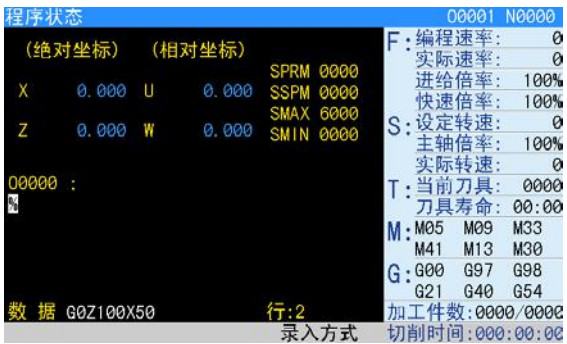 程序状态 O0001 N0000
(绝对坐标) (相对坐标)
SPRM 0000
X 0.000 U 0.000 SSPM 0000
SMAX 6000
Z 0.000 W 0.000 SMIN 0000
O0000 :
%
数 据 G0Z100X50 行:2
录入方式
F:编程速率: 0
实际速率: 0
进给倍率: 100%
快速倍率: 100%
S:设定转速: 0
主轴倍率: 100%
实际转速: 0
T:当前刀具: 0000
刀具寿命: 00:00
M:M05 M09 M33
M41 M13 M30
G:G00 G97 G98
G21 G40 G54
加工件数:0000/0000
切削时间:000:00:00